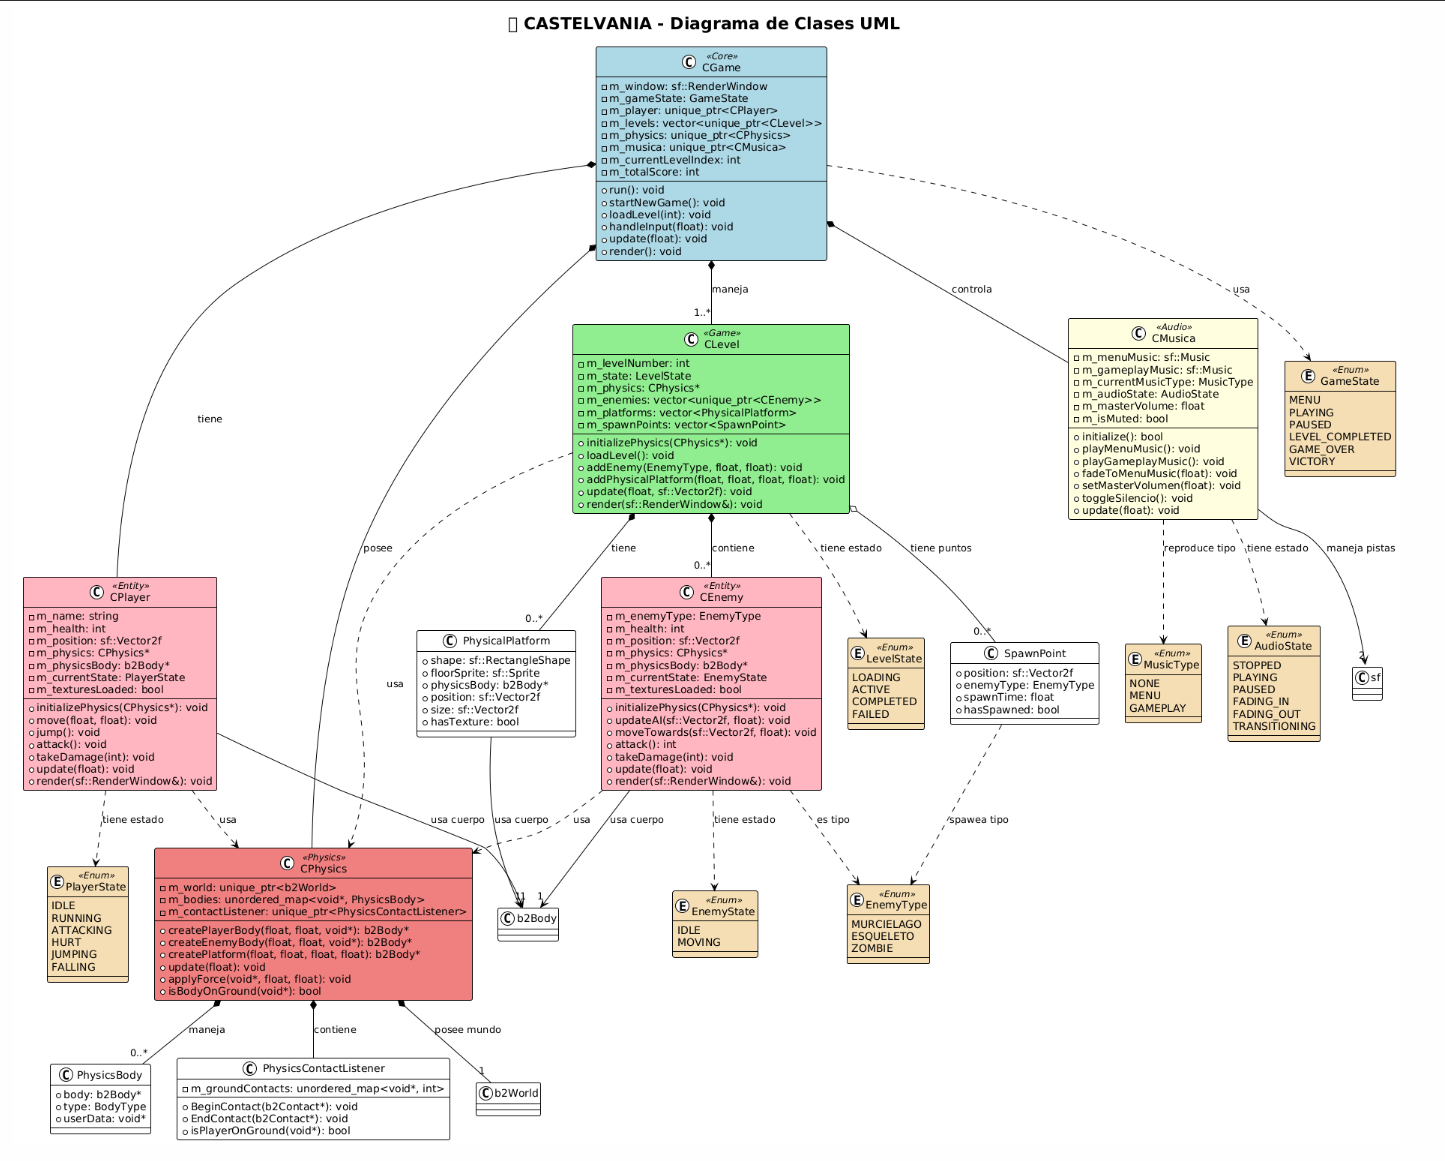 CASTELVANIA - Diagrama de Clases UML
«Core»
C CGame
m_window: sf::RenderWindow
m_gameState: GameState
m_player: unique_ptr<CPlayer>
m_levels: vector<unique_ptr<CLevel>>
m_physics: unique_ptr<CPhysics>
m_musica: unique_ptr<CMusica>
m_currentLevelIndex: int
m_totalScore: int
run(): void
startNewGame(): void
loadLevel(int): void
handleInput(float): void
update(float): void
render(): void
maneja
1..*
controla
usa
tiene
posee
«Game»
C CLevel
m_levelNumber: int
m_state: LevelState
m_physics: CPhysics*
m_enemies: vector<unique_ptr<CEnemy>>
m_platforms: vector<PhysicalPlatform>
m_spawnPoints: vector<SpawnPoint>
initializePhysics(CPhysics*): void
loadLevel(): void
addEnemy(EnemyType, float, float): void
addPhysicalPlatform(float, float, float, float): void
update(float, sf::Vector2f): void
render(sf::RenderWindow&): void
«Audio»
C CMusica
m_menuMusic: sf::Music
m_gameplayMusic: sf::Music
m_currentMusicType: MusicType
m_audioState: AudioState
m_masterVolume: float
m_isMuted: bool
initialize(): bool
playMenuMusic(): void
playGameplayMusic(): void
fadeToMenuMusic(float): void
setMasterVolumen(float): void
toggleSilencio(): void
update(float): void
«Enum»
E GameState
MENU
PLAYING
PAUSED
LEVEL_COMPLETED
GAME_OVER
VICTORY
tiene
0..*
contiene
0..*
tiene estado
tiene puntos
0..*
reproduce tipo
tiene estado
maneja pistas
2
usa
«Entity»
C CPlayer
m_name: string
m_health: int
m_position: sf::Vector2f
m_physics: CPhysics*
m_physicsBody: b2Body*
m_currentState: PlayerState
m_texturesLoaded: bool
initializePhysics(CPhysics*): void
move(float, float): void
jump(): void
attack(): void
takeDamage(int): void
update(float): void
render(sf::RenderWindow&): void
C PhysicalPlatform
shape: sf::RectangleShape
floorSprite: sf::Sprite
physicsBody: b2Body*
position: sf::Vector2f
size: sf::Vector2f
hasTexture: bool
«Entity»
C CEnemy
m_enemyType: EnemyType
m_health: int
m_position: sf::Vector2f
m_physics: CPhysics*
m_physicsBody: b2Body*
m_currentState: EnemyState
m_texturesLoaded: bool
initializePhysics(CPhysics*): void
updateAI(sf::Vector2f, float): void
moveTowards(sf::Vector2f, float): void
attack(): int
takeDamage(int): void
update(float): void
render(sf::RenderWindow&): void
«Enum»
E LevelState
LOADING
ACTIVE
COMPLETED
FAILED
C SpawnPoint
position: sf::Vector2f
enemyType: EnemyType
spawnTime: float
hasSpawned: bool
«Enum»
E MusicType
NONE
MENU
GAMEPLAY
«Enum»
E AudioState
STOPPED
PLAYING
PAUSED
FADING_IN
FADING_OUT
TRANSITIONING
C sf
tiene estado
usa
usa cuerpo
usa cuerpo
usa
usa cuerpo
tiene estado
es tipo
spawea tipo
1
1
1
«Enum»
E PlayerState
IDLE
RUNNING
ATTACKING
HURT
JUMPING
FALLING
«Physics»
C CPhysics
m_world: unique_ptr<b2World>
m_bodies: unordered_map<void*, PhysicsBody>
m_contactListener: unique_ptr<PhysicsContactListener>
createPlayerBody(float, float, void*): b2Body*
createEnemyBody(float, float, void*): b2Body*
createPlatform(float, float, float, float): b2Body*
update(float): void
applyForce(void*, float, float): void
isBodyOnGround(void*): bool
C b2Body
«Enum»
E EnemyState
IDLE
MOVING
«Enum»
E EnemyType
MURCIELAGO
ESQUELETO
ZOMBIE
maneja
0..*
contiene
posee mundo
1
C PhysicsBody
body: b2Body*
type: BodyType
userData: void*
C PhysicsContactListener
m_groundContacts: unordered_map<void*, int>
BeginContact(b2Contact*): void
EndContact(b2Contact*): void
isPlayerOnGround(void*): bool
C b2World